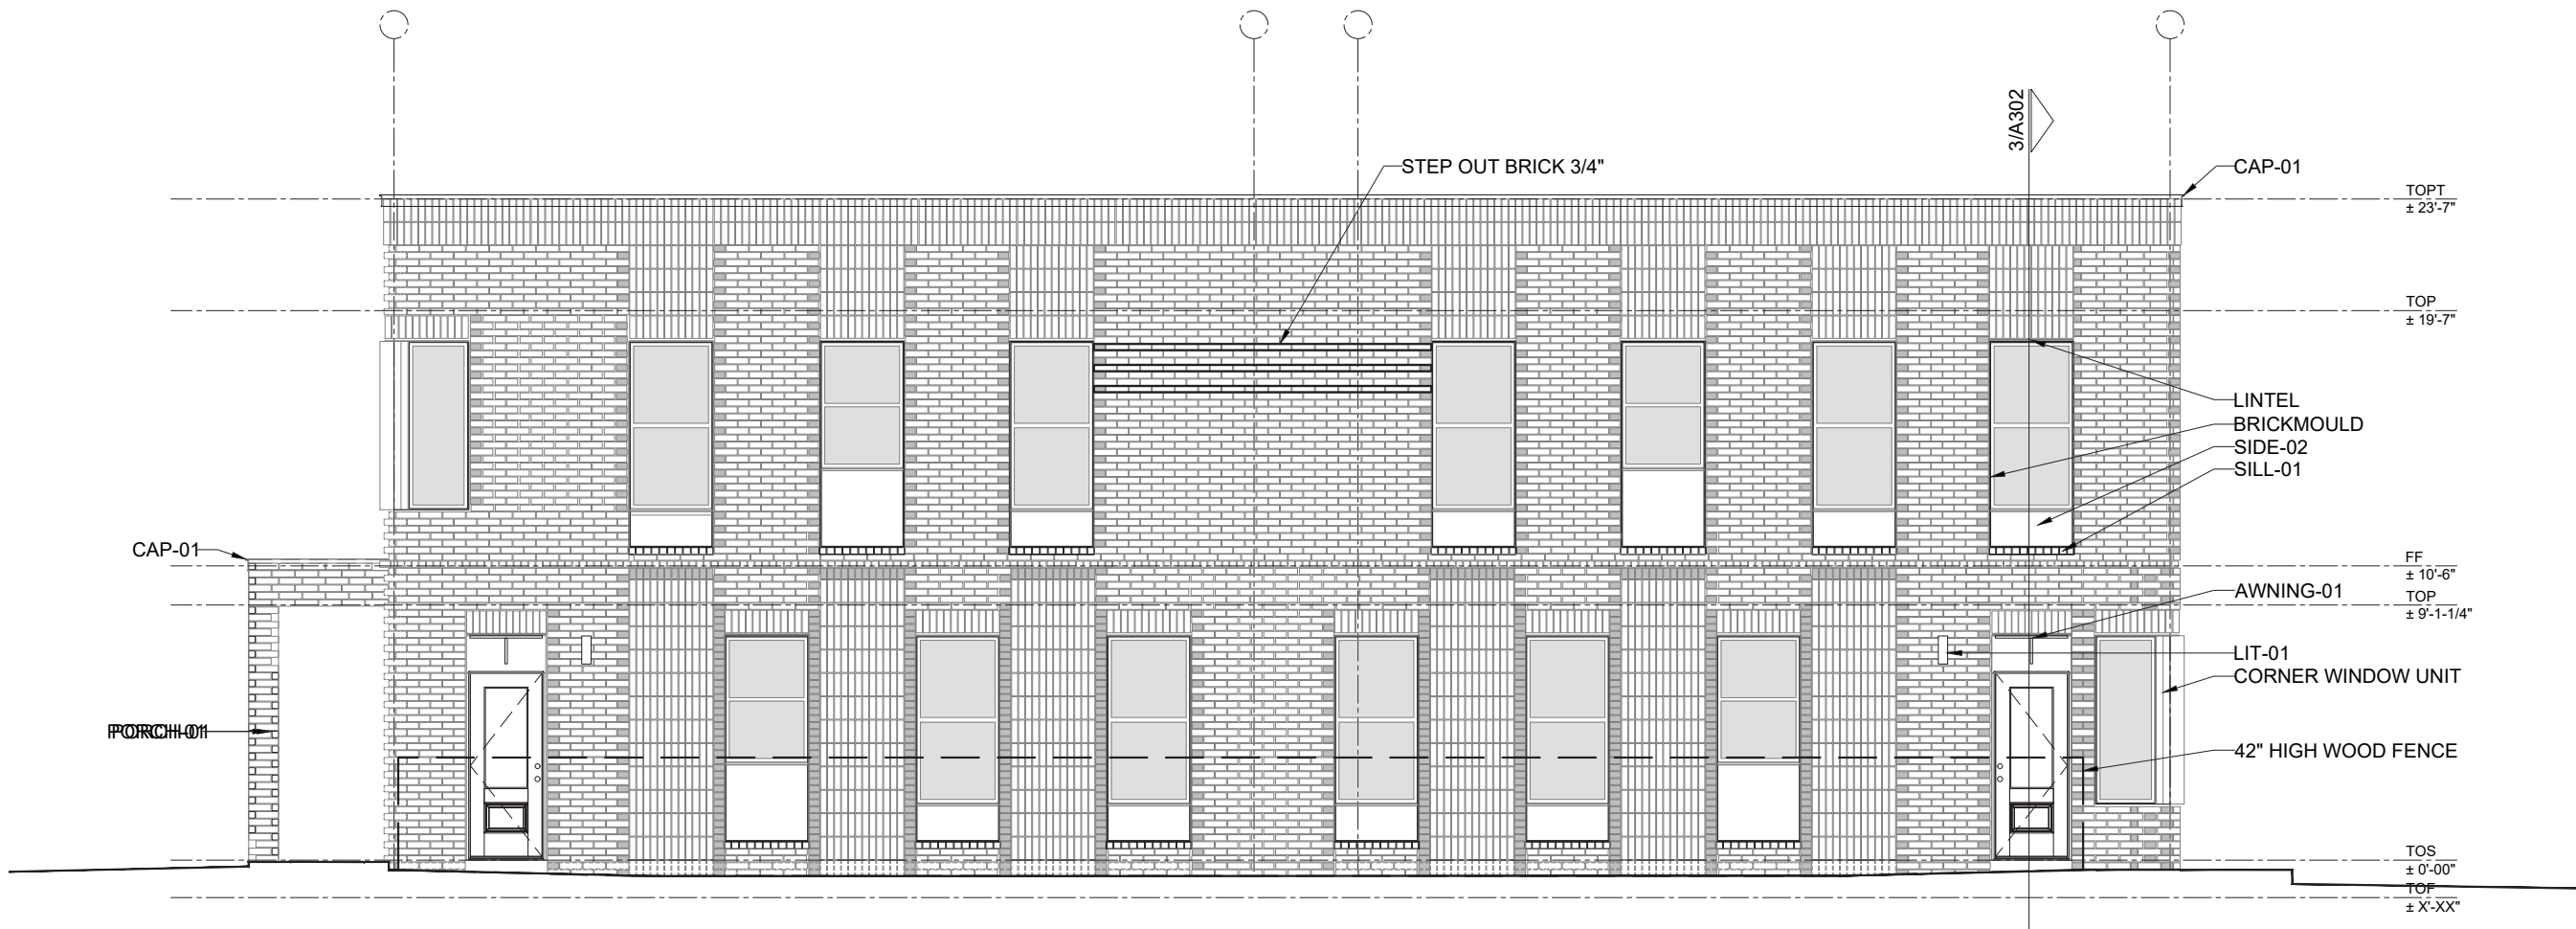 3/A302
STEP OUT BRICK 3/4"
CAP-01
TOPT
± 23'-7"
TOP
± 19'-7"
LINTEL
BRICKMOULD
SIDE-02
SILL-01
CAP-01
FF
± 10'-6"
AWNING-01
TOP
± 9'-1-1/4"
LIT-01
CORNER WINDOW UNIT
PORCH-01
42" HIGH WOOD FENCE
TOS
± 0'-00"
TOF
± X'-XX"